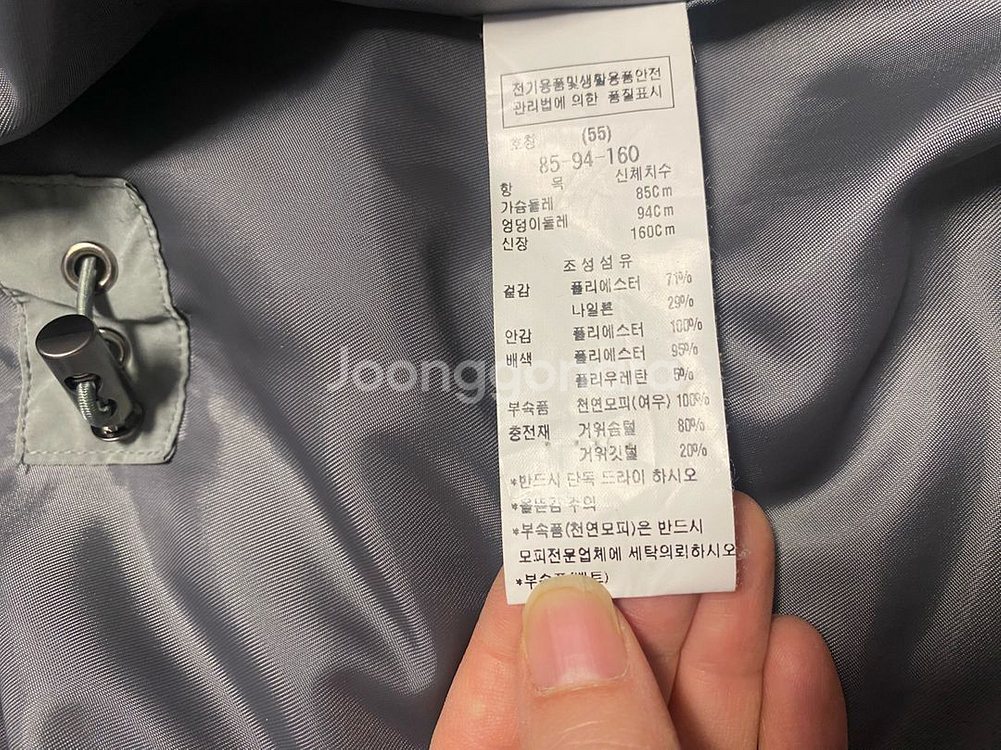 전기용품및생활용품안전
관리법에 의한 품질표시
호칭 (55)
85-94-160
항 목 신체치수
가슴둘레 85Cm
엉덩이둘레 94Cm
신장 160Cm
조성섬유
겉감 폴리에스터 71%
나일론 29%
안감 폴리에스터 100%
배색 폴리에스터 95%
폴리우레탄 5%
부속품 천연모피(여우) 100%
충전재 거위솜털 80%
거위깃털 20%
*반드시 단독 드라이 하시오
*올뜯김 주의
*부속품(천연모피)은 반드시
모피전문업체에 세탁의뢰하시오